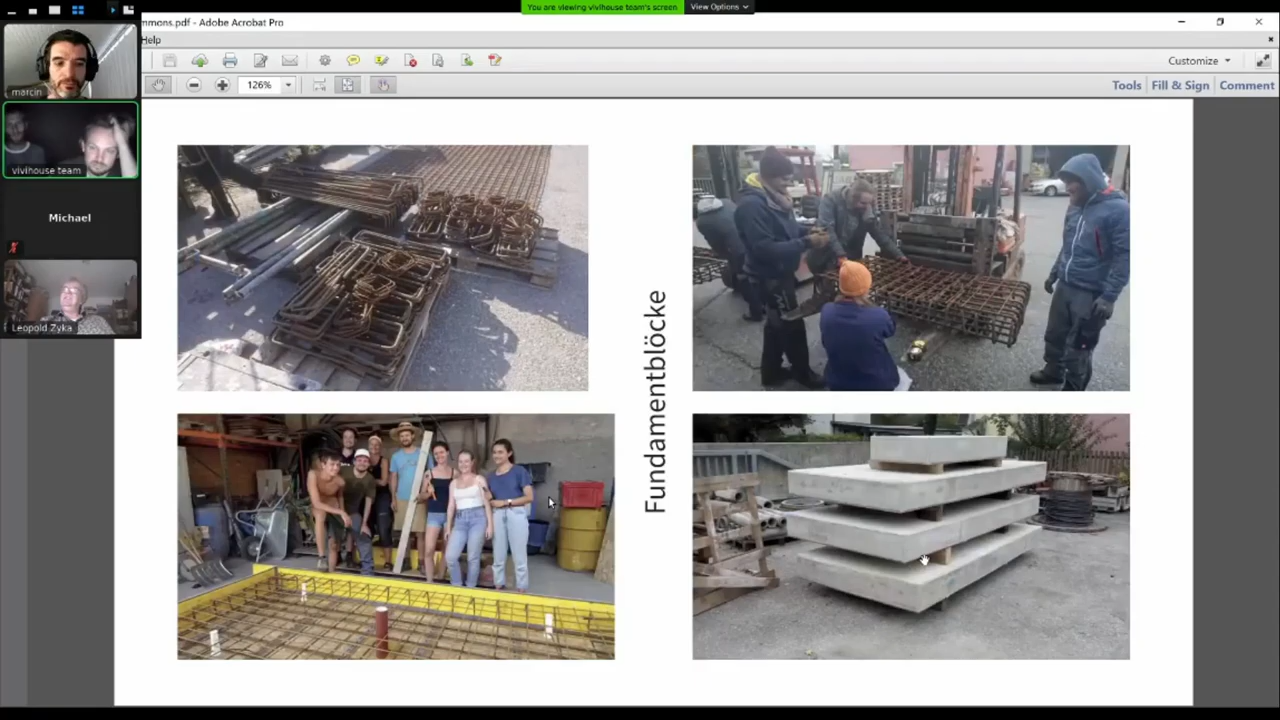 You are viewing vivihouse team's screen
View Options
mmons.pdf - Adobe Acrobat Pro
Help
126%
Customize
Tools
Fill & Sign
Comment
marcin
vivihouse team
Michael
Leopold Zyka
Fundamentblöcke